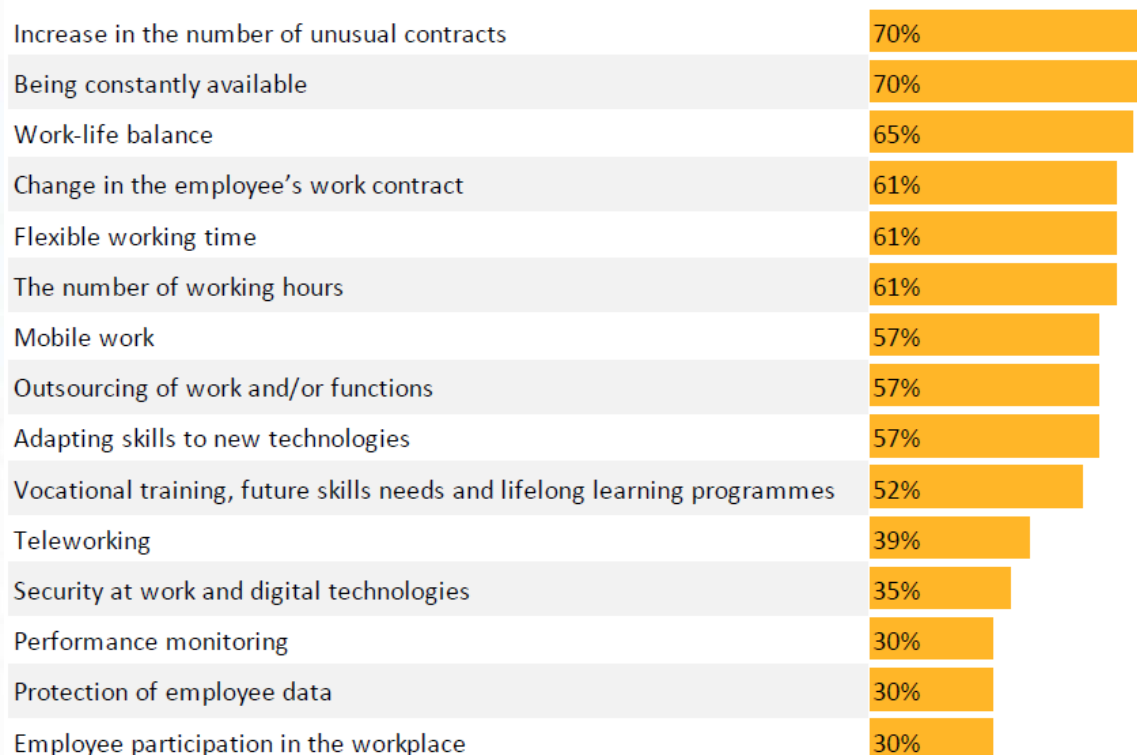 Increase in the number of unusual contracts 70%
Being constantly available 70%
Work-life balance 65%
Change in the employee’s work contract 61%
Flexible working time 61%
The number of working hours 61%
Mobile work 57%
Outsourcing of work and/or functions 57%
Adapting skills to new technologies 57%
Vocational training, future skills needs and lifelong learning programmes 52%
Teleworking 39%
Security at work and digital technologies 35%
Performance monitoring 30%
Protection of employee data 30%
Employee participation in the workplace 30%